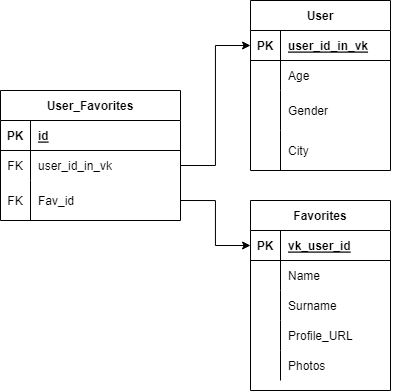 User
PK user_id_in_vk
Age
Gender
City
User_Favorites
PK id
FK user_id_in_vk
FK Fav_id
Favorites
PK vk_user_id
Name
Surname
Profile_URL
Photos